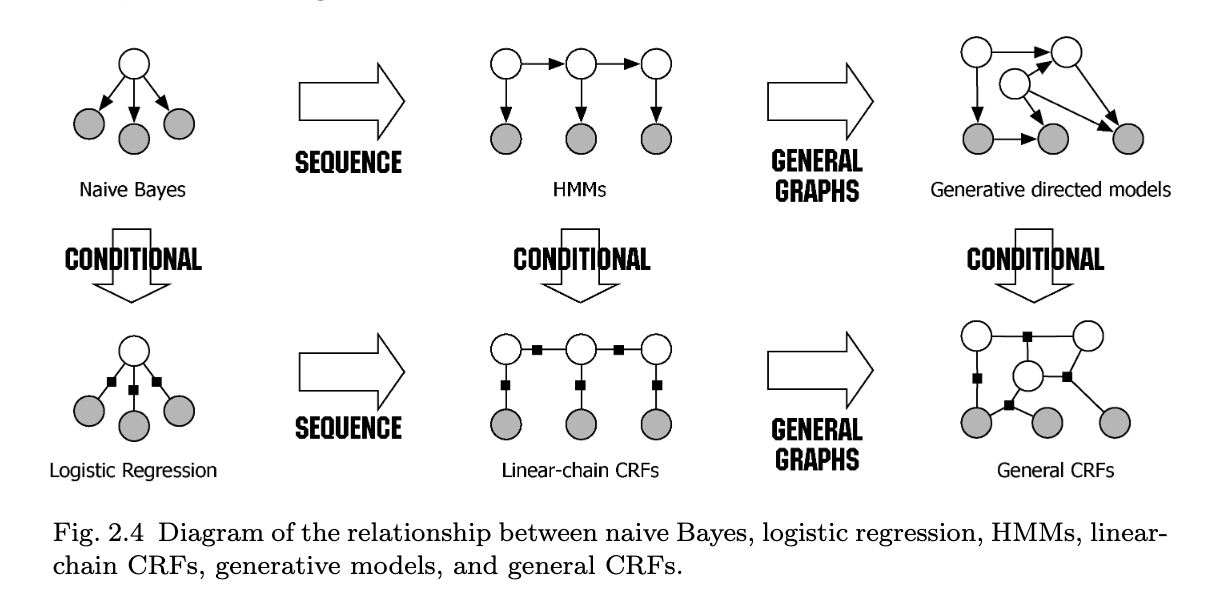 SEQUENCE
GENERAL
GRAPHS
Naive Bayes
HMMs
Generative directed models
CONDITIONAL
CONDITIONAL
CONDITIONAL
SEQUENCE
GENERAL
GRAPHS
Logistic Regression
Linear-chain CRFs
General CRFs
Fig. 2.4 Diagram of the relationship between naive Bayes, logistic regression, HMMs, linear-
chain CRFs, generative models, and general CRFs.